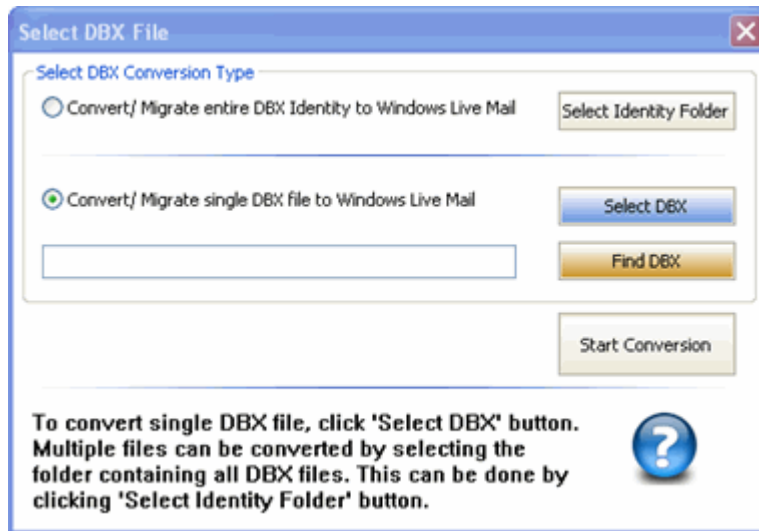 Select DBX File
Select DBX Conversion Type
Convert/ Migrate entire DBX Identity to Windows Live Mail
Select Identity Folder
Convert/ Migrate single DBX file to Windows Live Mail
Select DBX
Find DBX
Start Conversion
To convert single DBX file, click 'Select DBX' button.
Multiple files can be converted by selecting the
folder containing all DBX files. This can be done by
clicking 'Select Identity Folder' button.